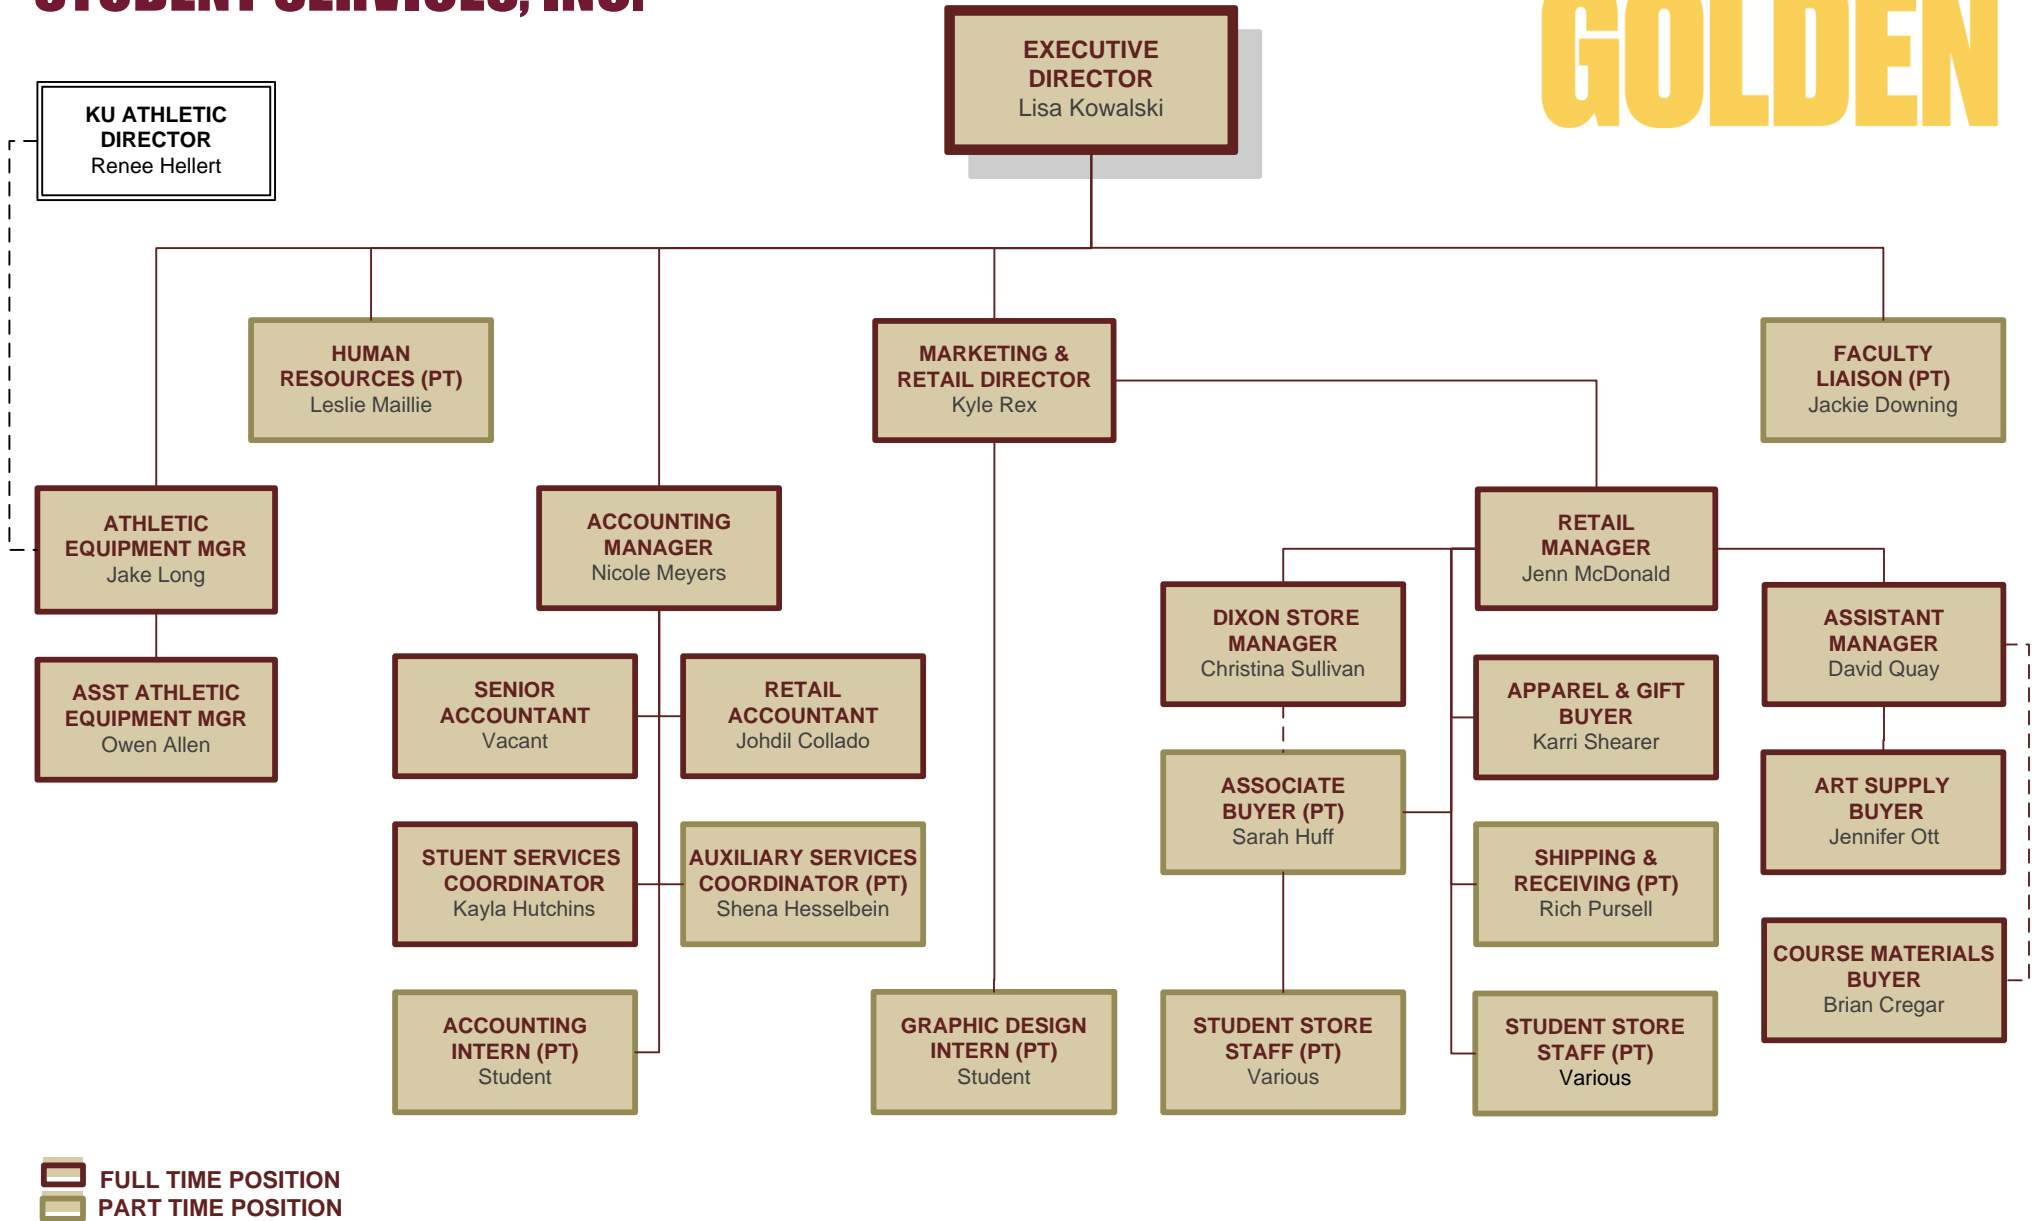 STUDENT SERVICES, INC.
GOLDEN
EXECUTIVE
DIRECTOR
Lisa Kowalski
KU ATHLETIC
DIRECTOR
Renee Hellert
HUMAN
RESOURCES (PT)
Leslie Maillie
MARKETING &
RETAIL DIRECTOR
Kyle Rex
FACULTY
LIAISON (PT)
Jackie Downing
ATHLETIC
EQUIPMENT MGR
Jake Long
ACCOUNTING
MANAGER
Nicole Meyers
RETAIL
MANAGER
Jenn McDonald
DIXON STORE
MANAGER
Christina Sullivan
ASSISTANT
MANAGER
David Quay
ASST ATHLETIC
EQUIPMENT MGR
Owen Allen
SENIOR
ACCOUNTANT
Vacant
RETAIL
ACCOUNTANT
Johdil Collado
APPAREL & GIFT
BUYER
Karri Shearer
ASSOCIATE
BUYER (PT)
Sarah Huff
ART SUPPLY
BUYER
Jennifer Ott
STUENT SERVICES
COORDINATOR
Kayla Hutchins
AUXILIARY SERVICES
COORDINATOR (PT)
Shena Hesselbein
SHIPPING &
RECEIVING (PT)
Rich Pursell
COURSE MATERIALS
BUYER
Brian Cregar
ACCOUNTING
INTERN (PT)
Student
GRAPHIC DESIGN
INTERN (PT)
Student
STUDENT STORE
STAFF (PT)
Various
STUDENT STORE
STAFF (PT)
Various
FULL TIME POSITION
PART TIME POSITION